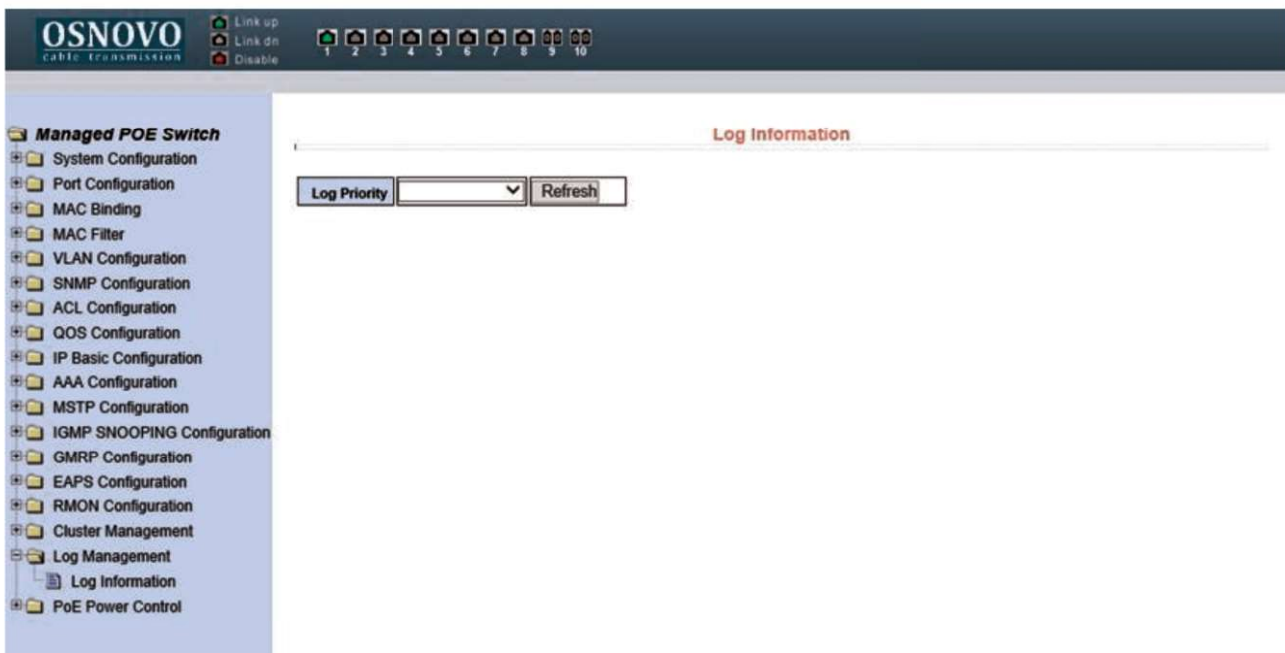 OSNOVO
cable transmission
Link up
Link dn
Disable
1 2 3 4 5 6 7 8 9 10
Managed POE Switch
System Configuration
Port Configuration
MAC Binding
MAC Filter
VLAN Configuration
SNMP Configuration
ACL Configuration
QOS Configuration
IP Basic Configuration
AAA Configuration
MSTP Configuration
IGMP SNOOPING Configuration
GMRP Configuration
EAPS Configuration
RMON Configuration
Cluster Management
Log Management
Log Information
PoE Power Control
Log Information
Log Priority
Refresh